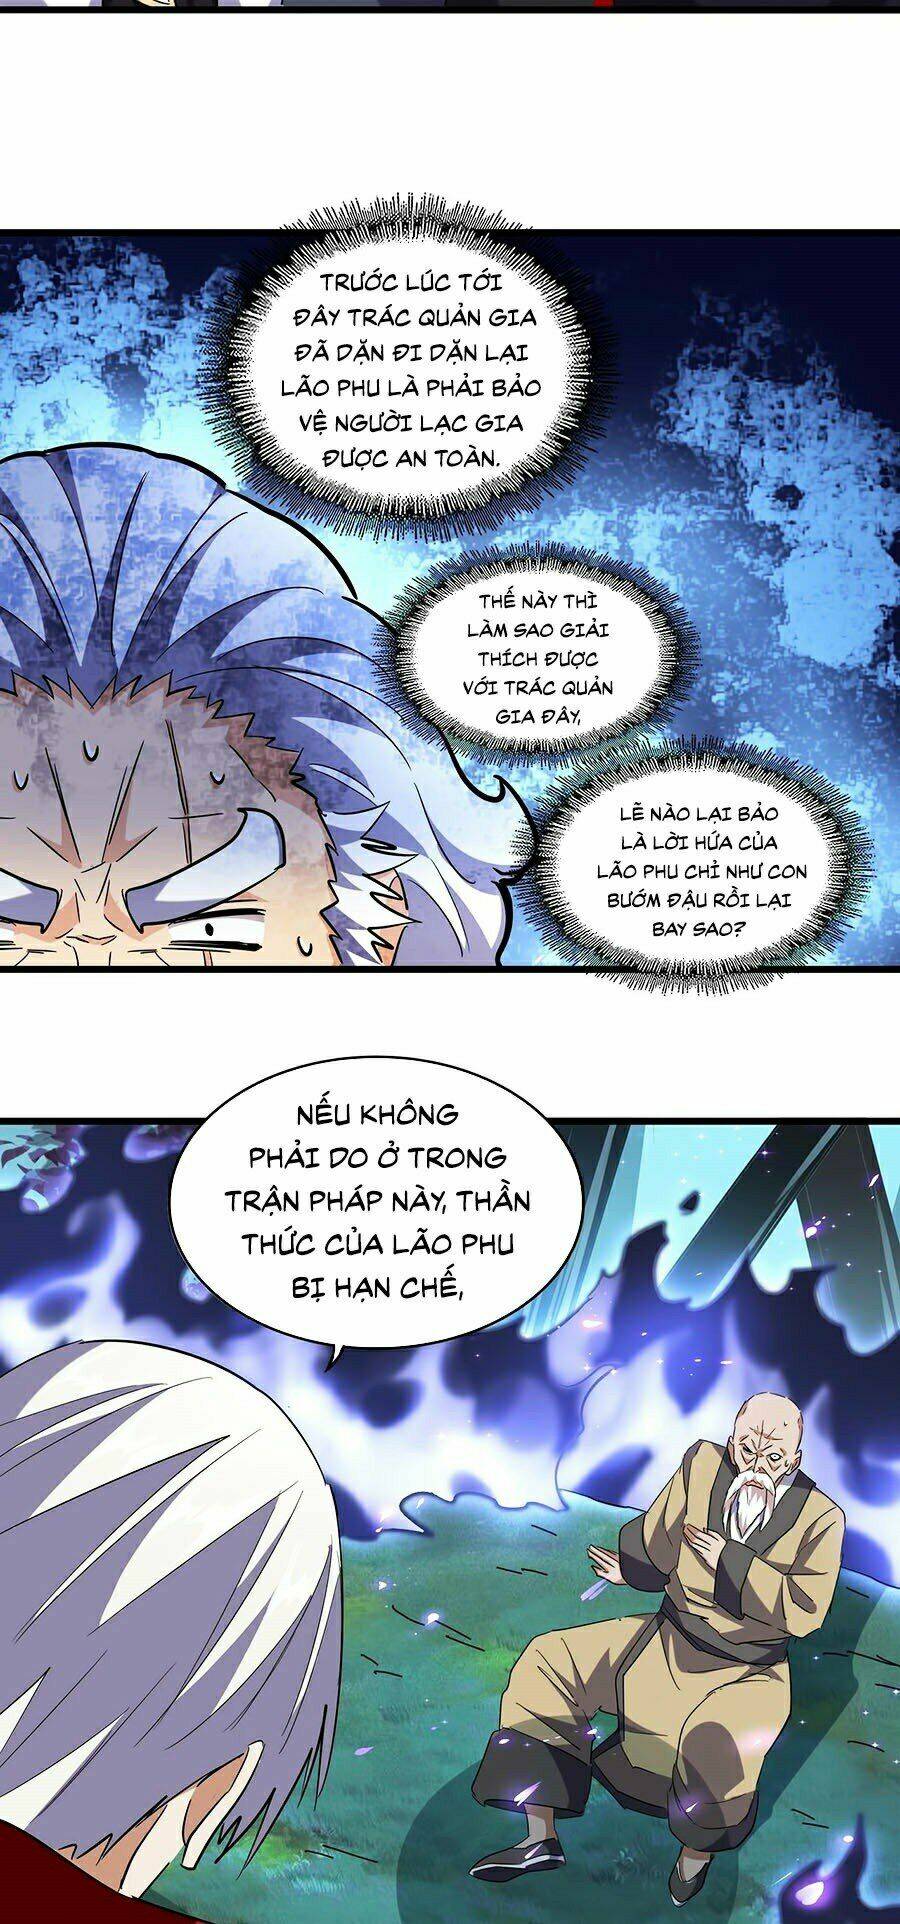 TRƯỚC LÚC TỚI
ĐÂY TRÁC QUẢN GIA
ĐÃ DẶN ĐI DẶN LẠI
LÃO PHU LÀ PHẢI BẢO
VỆ NGƯỜI LẠC GIA
ĐƯỢC AN TOÀN.
THẾ NÀY THÌ
LÀM SAO GIẢI
THÍCH ĐƯỢC
VỚI TRÁC QUẢN
GIA ĐÂY,
LẼ NÀO LẠI BẢO
LÀ LỜI HỨA CỦA
LÃO PHU CHỈ NHƯ CON
BƯỚM ĐẬU RỒI LẠI
BAY SAO?
NẾU KHÔNG
PHẢI DO Ở TRONG
TRẬN PHÁP NÀY, THẦN
THỨC CỦA LÃO PHU
BỊ HẠN CHẾ,